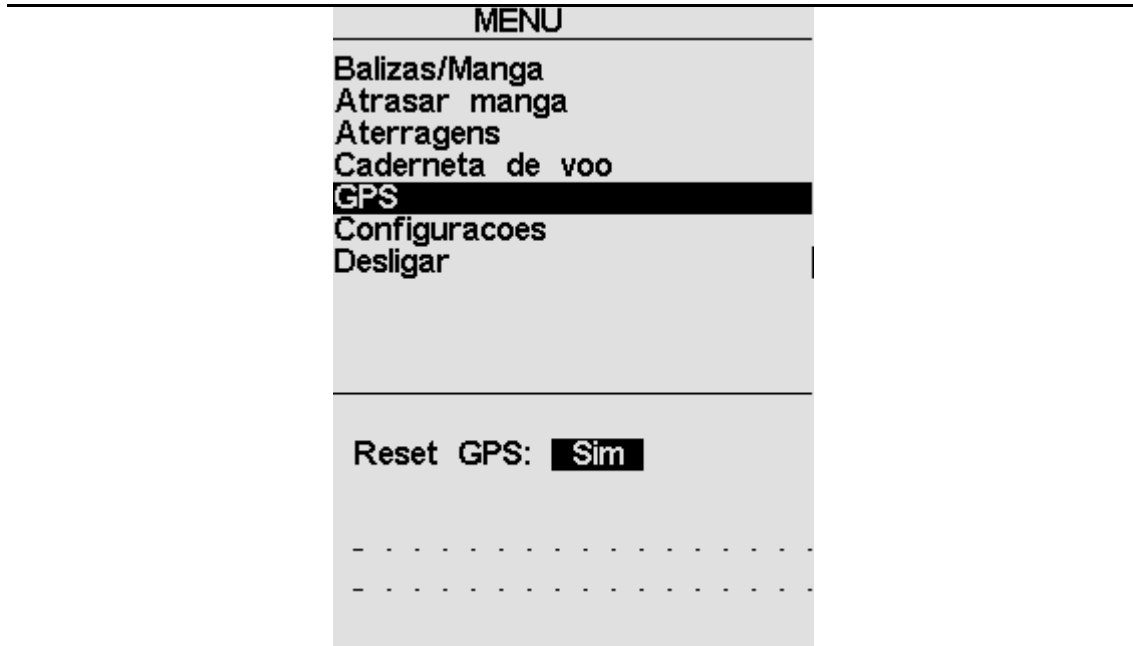 MENU
Balizas/Manga
Atrasar manga
Aterragens
Caderneta de voo
GPS
Configuracoes
Desligar
Reset GPS: Sim